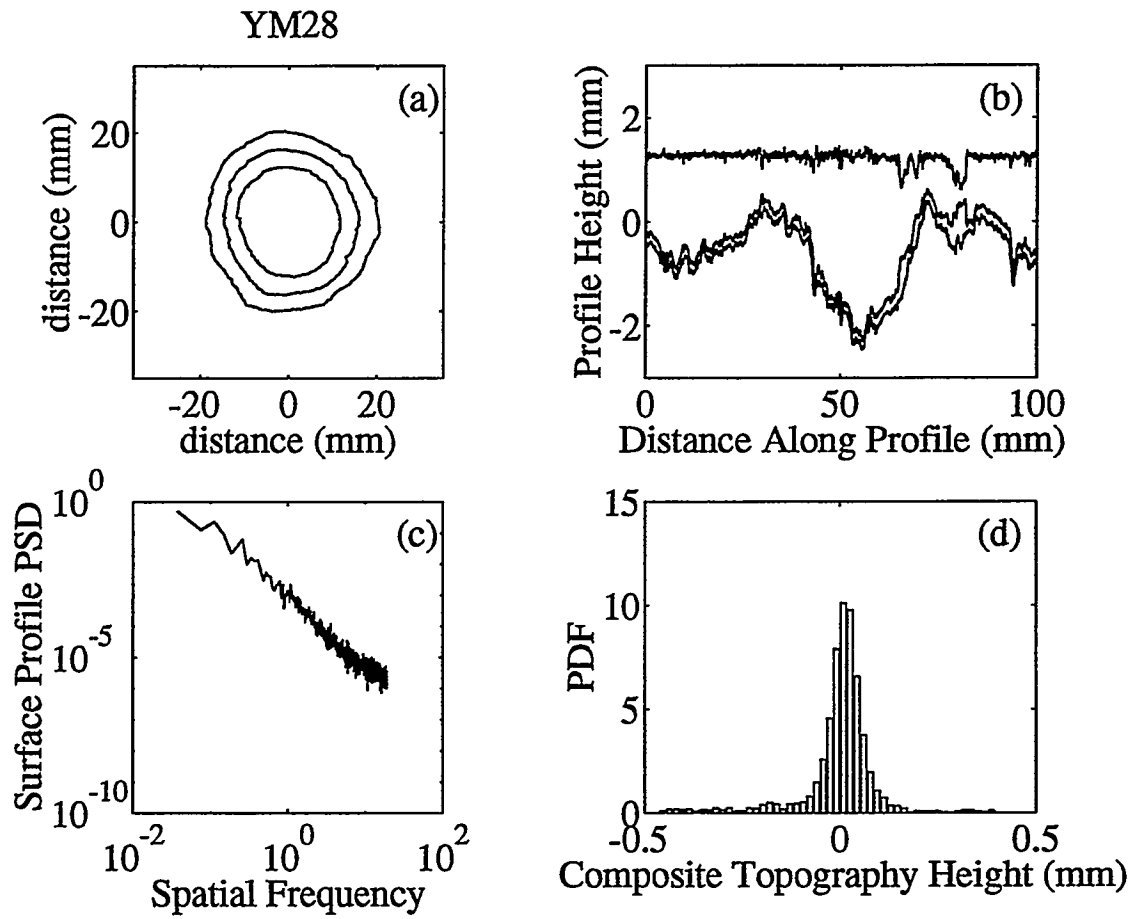 YM28
(a)
20
0
-20
distance (mm)
-20 0 20
distance (mm)
(b)
2
0
-2
Profile Height (mm)
0 50 100
Distance Along Profile (mm)
(c)
10^0
10^-5
10^-10
Surface Profile PSD
10^-2 10^0 10^2
Spatial Frequency
(d)
15
10
5
0
PDF
-0.5 0 0.5
Composite Topography Height (mm)